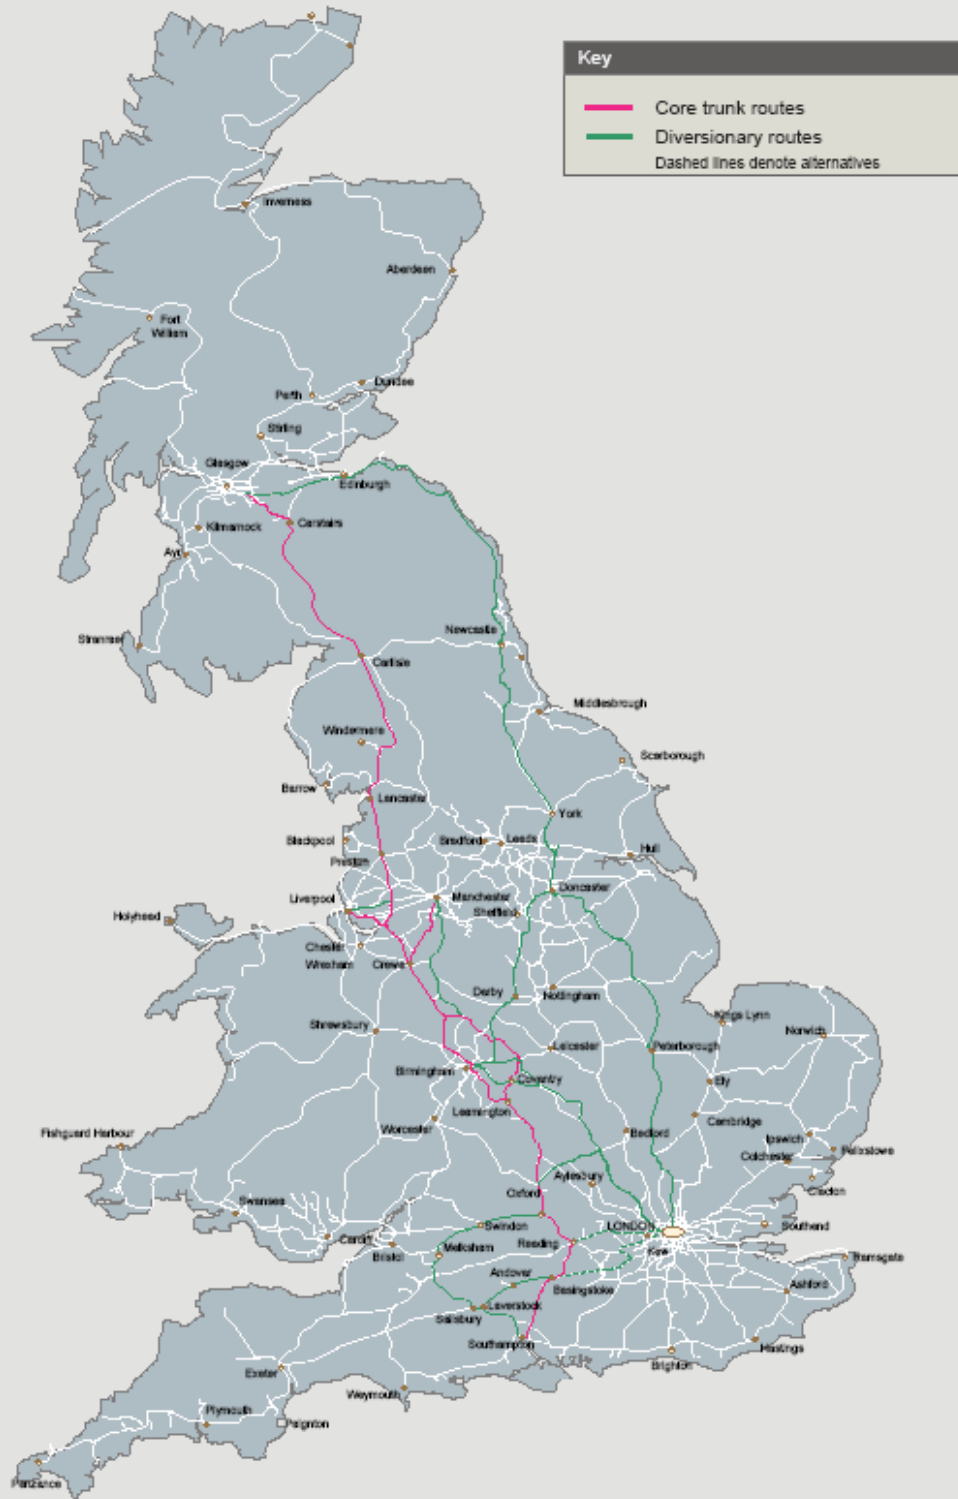 Key
Core trunk routes
Diversionary routes
Dashed lines denote alternatives
Inverness
Aberdeen
Fort
William
Dundee
Perth
Stirling
Glasgow
Edinburgh
Carstairs
Kilmarnock
Ayr
Stranraer
Newcastle
Carlisle
Middlesbrough
Windermere
Scarborough
Barrow
Lancaster
York
Blackpool
Bradford
Leeds
Preston
Hull
Doncaster
Liverpool
Manchester
Holyhead
Sheffield
Chester
Wrexham
Crewe
Derby
Nottingham
Kings Lynn
Shrewsbury
Norwich
Leicester
Peterborough
Birmingham
Coventry
Ely
Leamington
Worcester
Cambridge
Fishguard Harbour
Bedford
Ipswich
Felixstowe
Colchester
Aylesbury
Clacton
Oxford
Swansea
Swindon
LONDON
Southend
Cardiff
Reading
Bristol
Melksham
Kew
Ramsgate
Andover
Basingstoke
Ashford
Laverstock
Salisbury
Southampton
Hastings
Brighton
Exeter
Weymouth
Plymouth
Paignton
Penzance